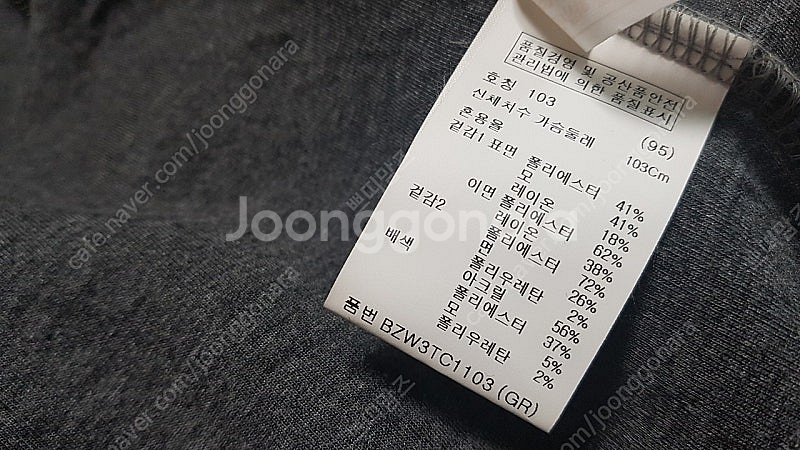 품질경영 및 공산품안전
관리법에 의한 품질표시
호칭 103 (95)
신체치수 가슴둘레 103Cm
혼용율
겉감1 표면 폴리에스터 41%
모 41%
레이온 18%
이면 폴리에스터 62%
레이온 38%
겉감2 폴리에스터 72%
면 26%
폴리우레탄 2%
배색 아크릴 56%
폴리에스터 37%
모 5%
폴리우레탄 2%
품번 BZW3TC1103 (GR)
Joonggonara
cafe.naver.com/joonggonara